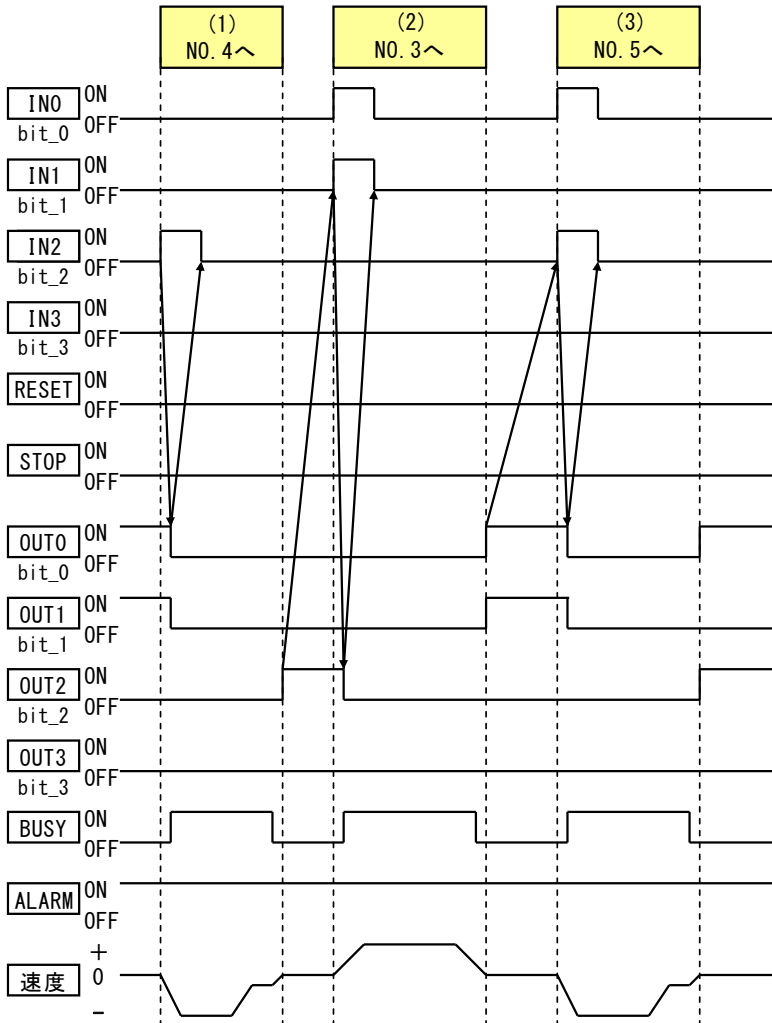 (1)
NO.4へ
(2)
NO.3へ
(3)
NO.5へ
IN0 ON
bit_0 OFF
IN1 ON
bit_1 OFF
IN2 ON
bit_2 OFF
IN3 ON
bit_3 OFF
RESET ON
OFF
STOP ON
OFF
OUT0 ON
bit_0 OFF
OUT1 ON
bit_1 OFF
OUT2 ON
bit_2 OFF
OUT3 ON
bit_3 OFF
BUSY ON
OFF
ALARM ON
OFF
+
速度 0
-